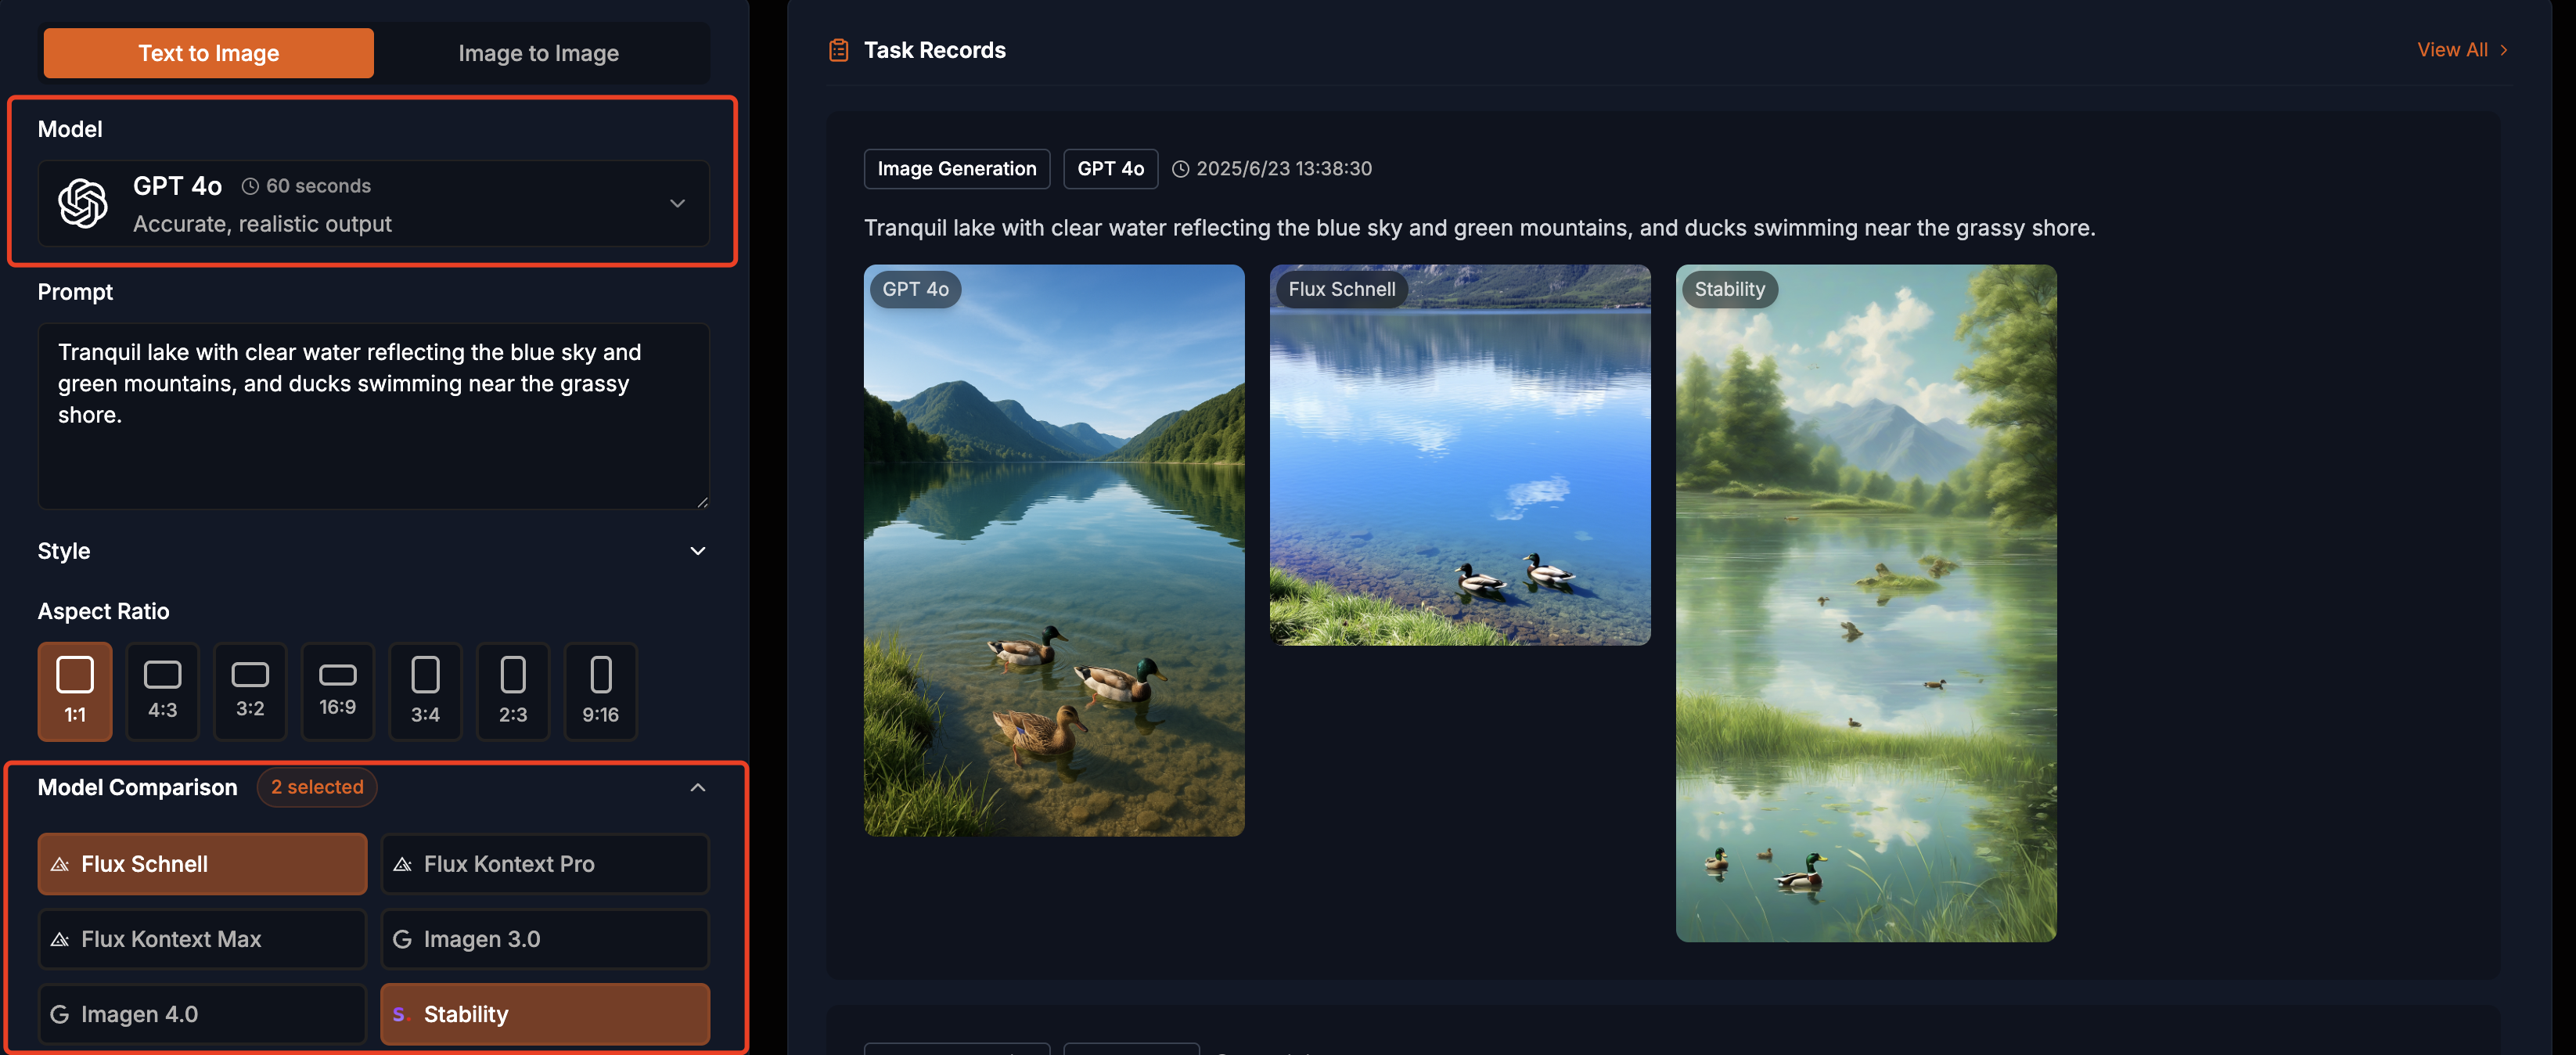 Text to Image
Image to Image
Model
GPT 4o
60 seconds
Accurate, realistic output
Prompt
Tranquil lake with clear water reflecting the blue sky and
green mountains, and ducks swimming near the grassy
shore.
Style
Aspect Ratio
1:1
4:3
3:2
16:9
3:4
2:3
9:16
Model Comparison
2 selected
Flux Schnell
Flux Kontext Pro
Flux Kontext Max
G Imagen 3.0
G Imagen 4.0
S. Stability
Task Records
View All
Image Generation
GPT 4o
2025/6/23 13:38:30
Tranquil lake with clear water reflecting the blue sky and green mountains, and ducks swimming near the grassy shore.
GPT 4o
Flux Schnell
Stability